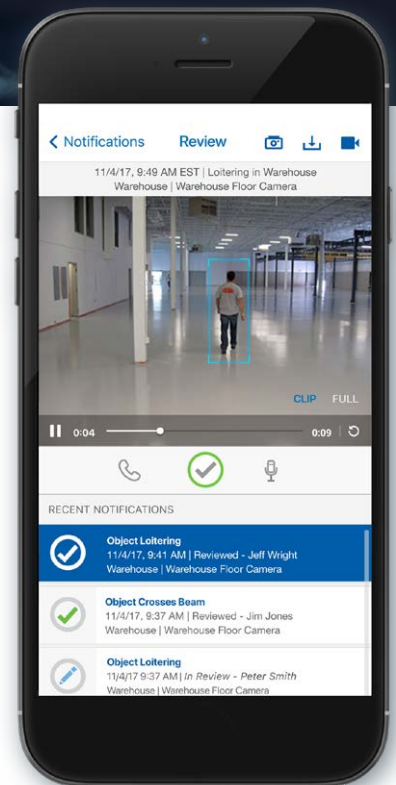 Notifications
Review
11/4/17, 9:49 AM EST | Loitering in Warehouse
Warehouse | Warehouse Floor Camera
CLIP FULL
0:04
0:09
RECENT NOTIFICATIONS
Object Loitering
11/4/17, 9:41 AM | Reviewed - Jeff Wright
Warehouse | Warehouse Floor Camera
Object Crosses Beam
11/4/17, 9:37 AM | Reviewed - Jim Jones
Warehouse | Warehouse Floor Camera
Object Loitering
11/4/17 9:37 AM | In Review - Peter Smith
Warehouse | Warehouse Floor Camera